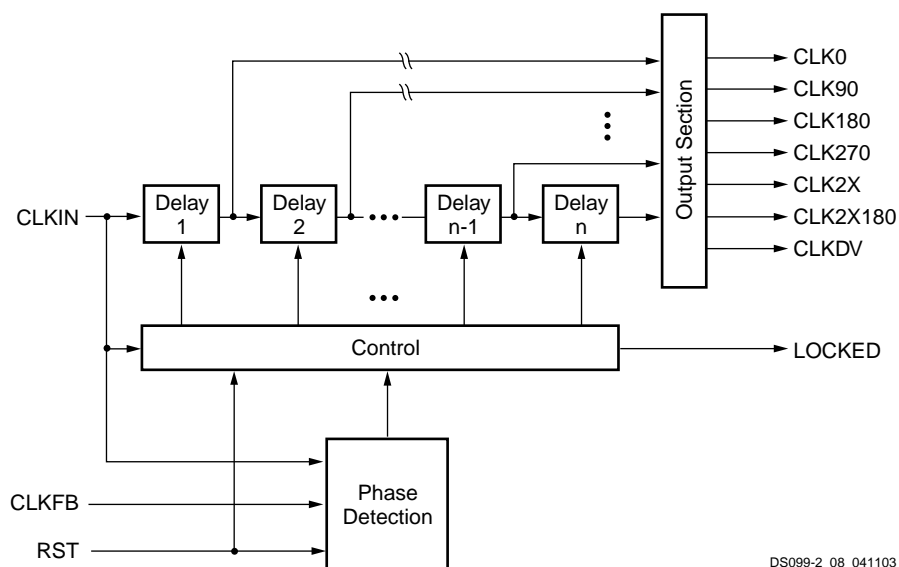 CLK0
CLK90
CLK180
CLK270
CLK2X
CLK2X180
CLKDV
Output Section
CLKIN
Delay
1
Delay
2
Delay
n-1
Delay
n
Control
LOCKED
CLKFB
RST
Phase
Detection
DS099-2_08_041103